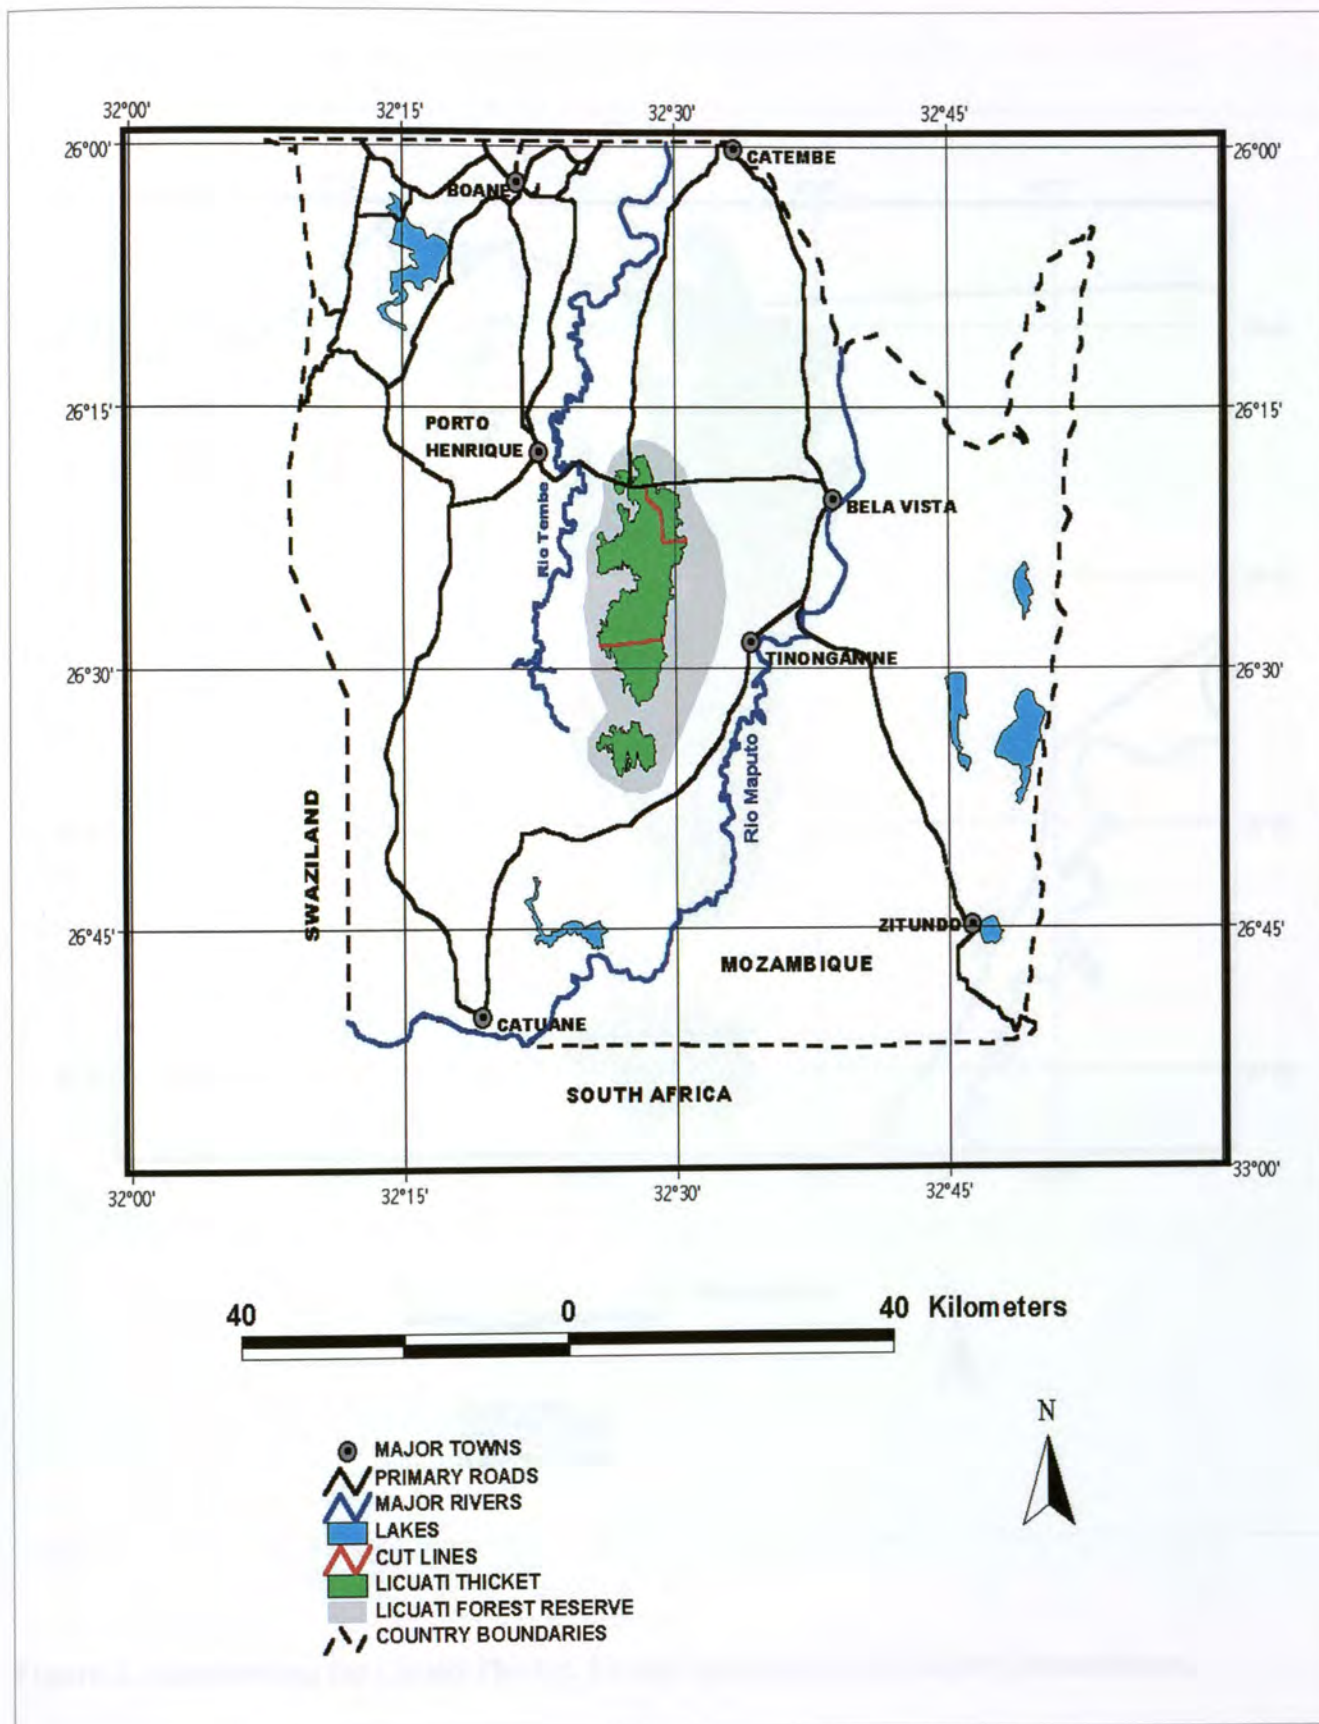 32°00' 32°15' 32°30' 32°45'
26°00' 26°00'
CATEMBE
BOANE
26°15' 26°15'
PORTO
HENRIQUE
Rio Tembe
BELA VISTA
TINONGANINE
26°30' 26°30'
Rio Maputo
SWAZILAND
ZITUNDO
26°45' 26°45'
MOZAMBIQUE
CATUANE
SOUTH AFRICA
33°00'
32°00' 32°15' 32°30' 32°45'
40 0 40 Kilometers
N
MAJOR TOWNS
PRIMARY ROADS
MAJOR RIVERS
LAKES
CUT LINES
LICUATI THICKET
LICUATI FOREST RESERVE
COUNTRY BOUNDARIES